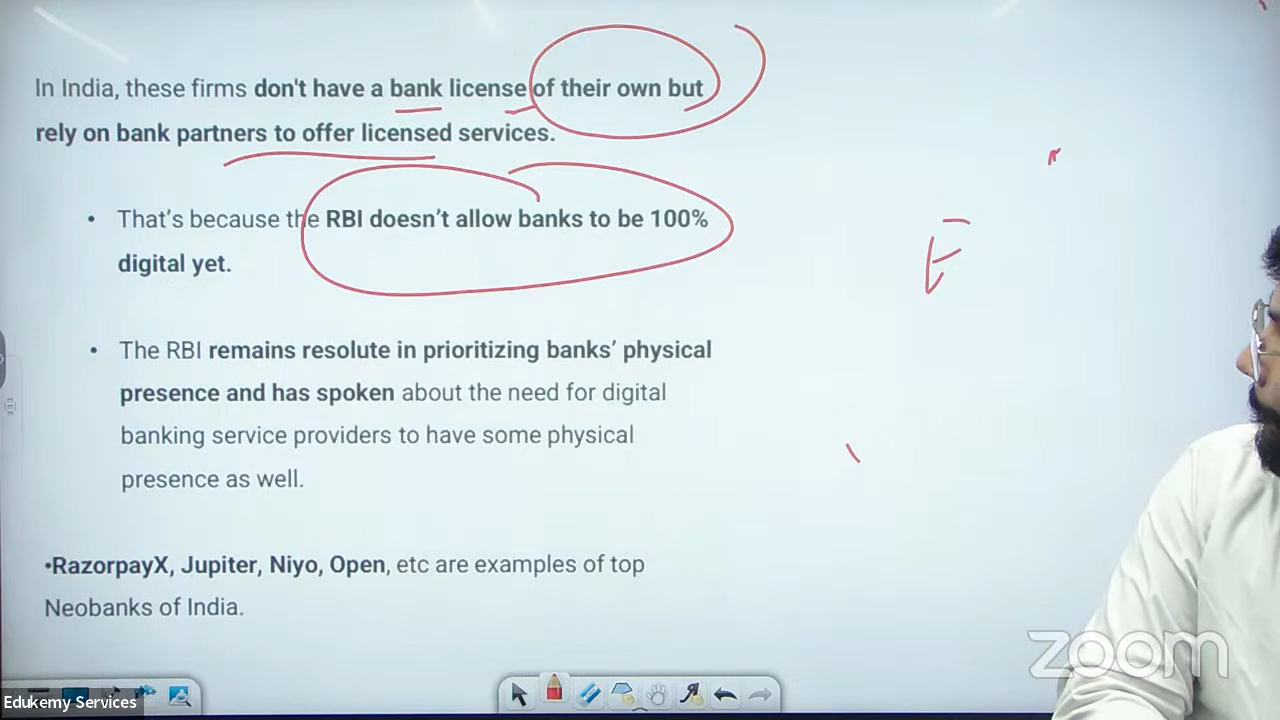 In India, these firms don't have a bank license of their own but
rely on bank partners to offer licensed services.
• That's because the RBI doesn't allow banks to be 100%
digital yet.
• The RBI remains resolute in prioritizing banks' physical
presence and has spoken about the need for digital
banking service providers to have some physical
presence as well.
•RazorpayX, Jupiter, Niyo, Open, etc are examples of top
Neobanks of India.
zoom
Edukemy Services